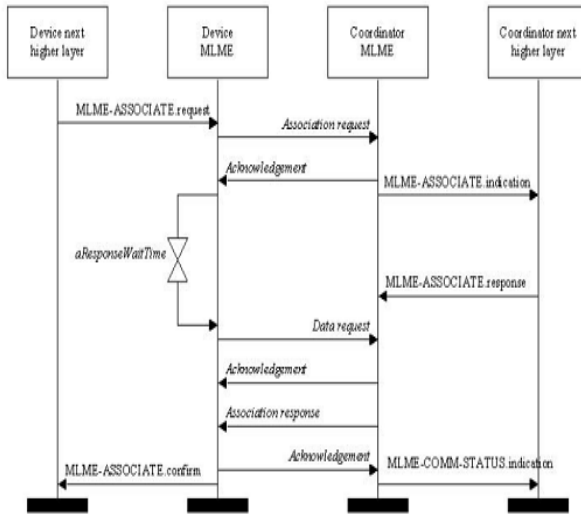 Device next
higher layer
Device
MLME
Coordinator
MLME
Coordinator next
higher layer
MLME-ASSOCIATE.request
Association request
Acknowledgement
MLME-ASSOCIATE.indication
aResponseWaitTime
MLME-ASSOCIATE.response
Data request
Acknowledgement
Association response
Acknowledgement
MLME-ASSOCIATE.confirm
MLME-COMM-STATUS.indication